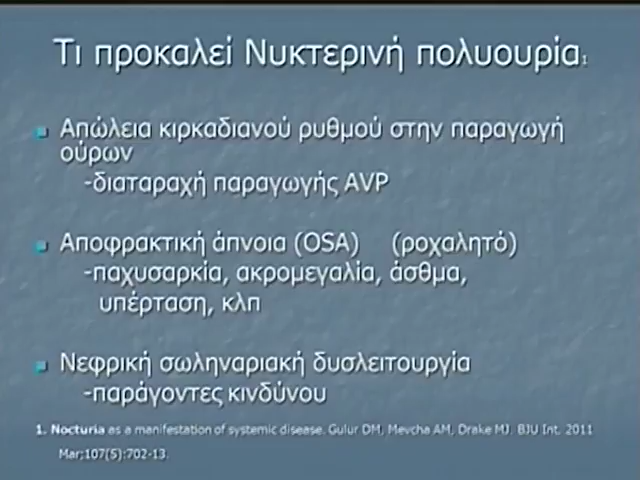 Τι προκαλεί Νυκτερινή πολυουρία1
Απώλεια κιρκαδιανού ρυθμού στην παραγωγή
ούρων
-διαταραχή παραγωγής AVP
Αποφρακτική άπνοια (OSA) (ροχαλητό)
-παχυσαρκία, ακρομεγαλία, άσθμα,
υπέρταση, κλπ
Νεφρική σωληναριακή δυσλειτουργία
-παράγοντες κινδύνου
1. Nocturia as a manifestation of systemic disease. Gulur DM, Mevcha AM, Drake MJ. BJU Int. 2011
Mar;107(5):702-13.